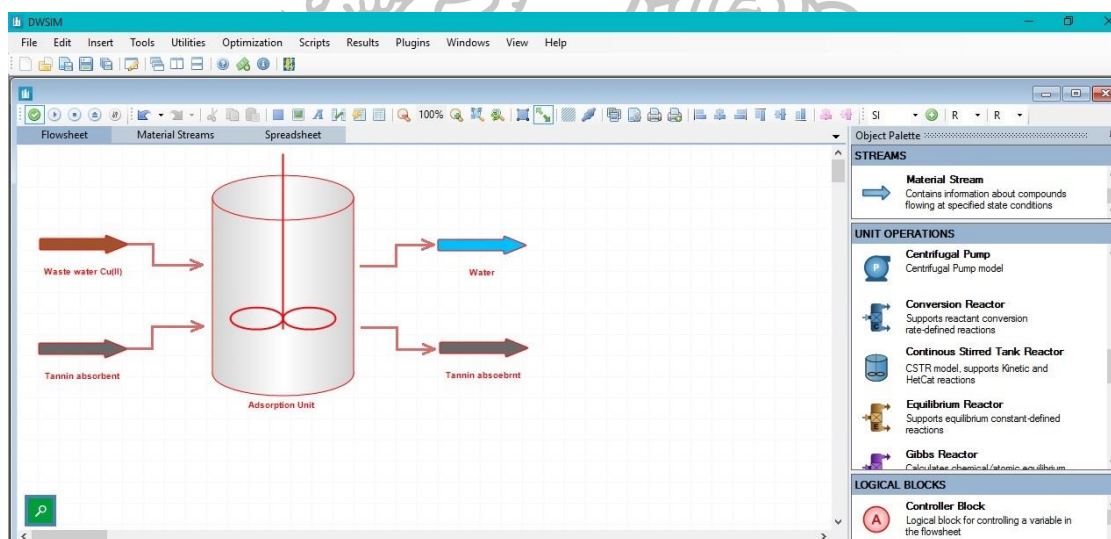 DWSIM
File Edit Insert Tools Utilities Optimization Scripts Results Plugins Windows View Help
100% SI R R
Flowsheet Material Streams Spreadsheet
Object Palette
STREAMS
Material Stream
Contains information about compounds
flowing at specified state conditions
UNIT OPERATIONS
P
Centrifugal Pump
Centrifugal Pump model
C
Conversion Reactor
Supports reactant conversion
rate-defined reactions
Continous Stirred Tank Reactor
CSTR model, supports Kinetic and
HetCat reactions
E
Equilibrium Reactor
Supports equilibrium constant-defined
reactions
Gibbs Reactor
Calculates chemical/atomic equilibrium
LOGICAL BLOCKS
A
Controller Block
Logical block for controlling a variable in
the flowsheet
Waste water Cu(II)
Water
Tannin absorbent
Tannin absoebrnt
Adsorption Unit